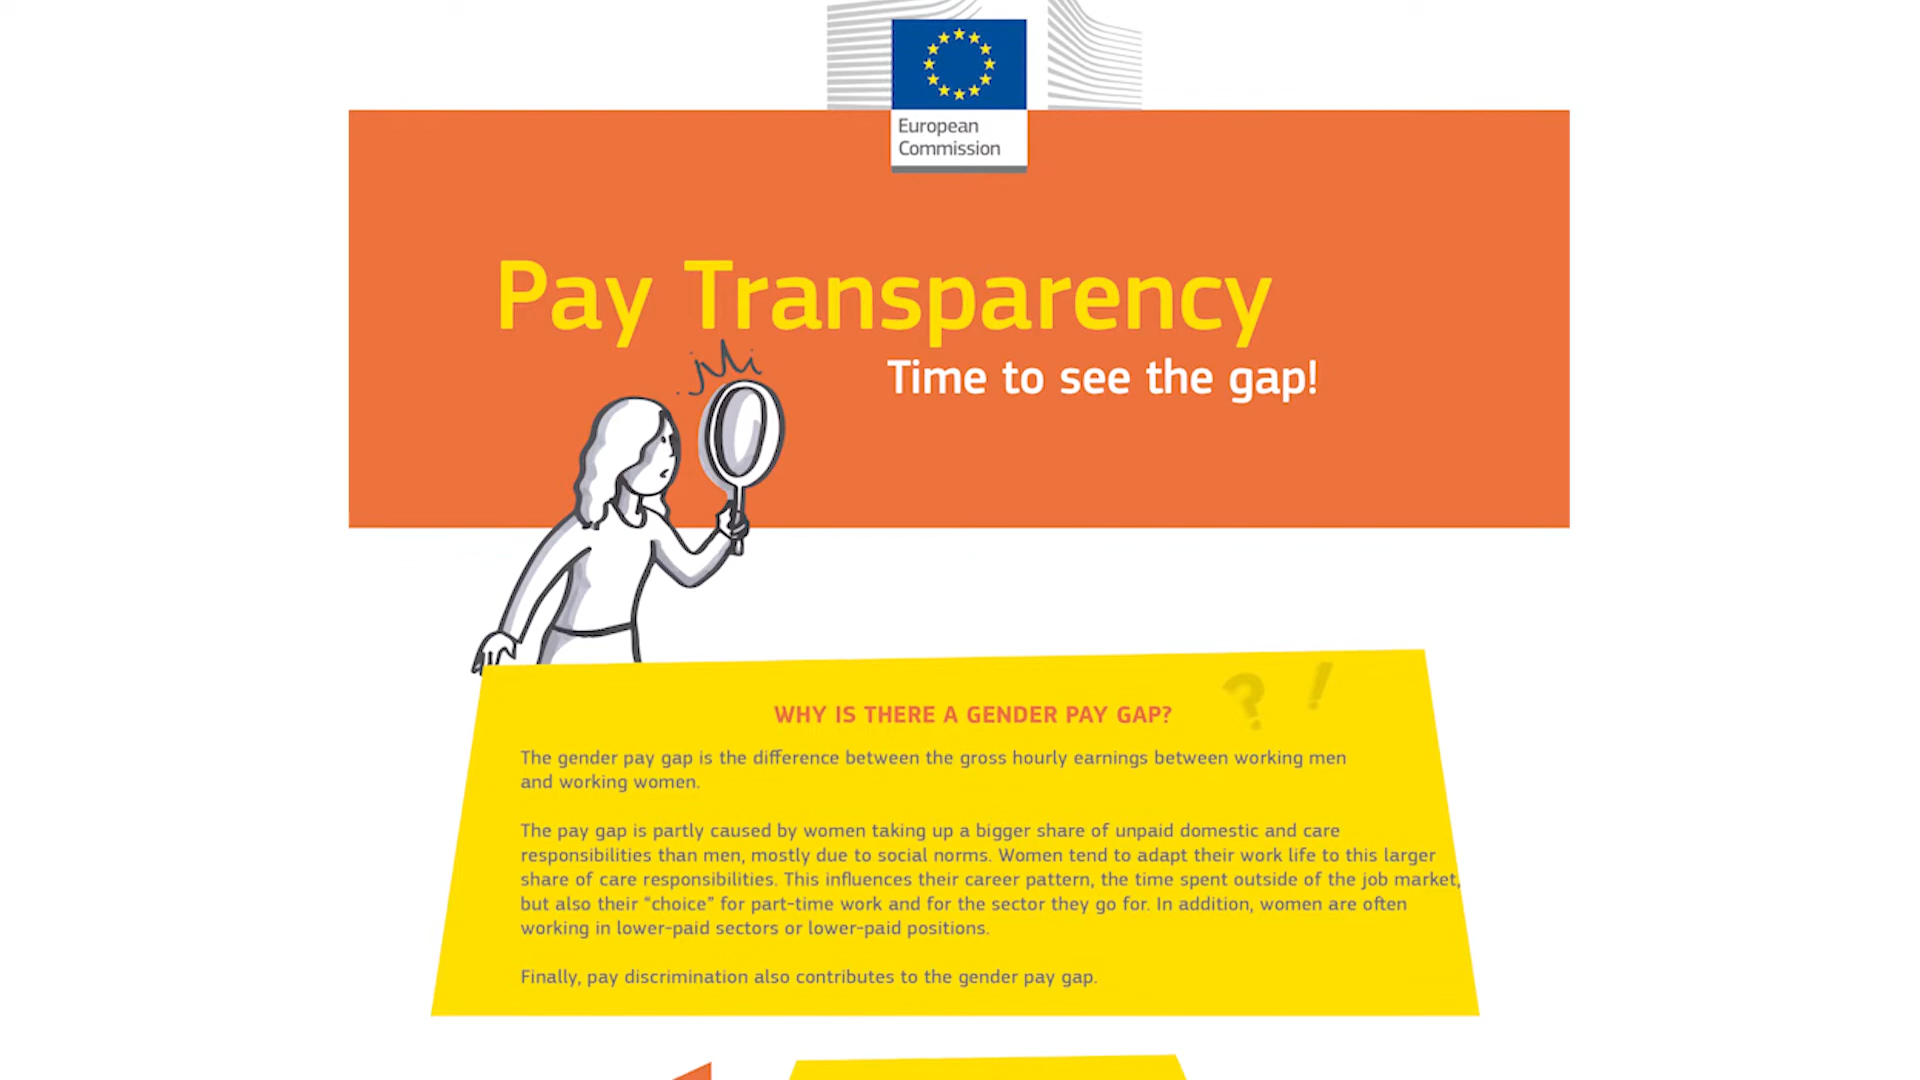 European
Commission
Pay Transparency
Time to see the gap!
WHY IS THERE A GENDER PAY GAP?
? !
The gender pay gap is the difference between the gross hourly earnings between working men
and working women.
The pay gap is partly caused by women taking up a bigger share of unpaid domestic and care
responsibilities than men, mostly due to social norms. Women tend to adapt their work life to this larger
share of care responsibilities. This influences their career pattern, the time spent outside of the job market,
but also their “choice” for part-time work and for the sector they go for. In addition, women are often
working in lower-paid sectors or lower-paid positions.
Finally, pay discrimination also contributes to the gender pay gap.